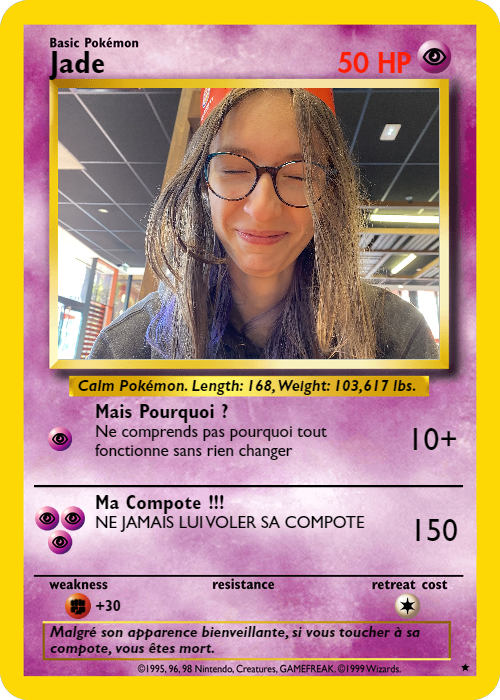 Basic Pokémon
Jade
50 HP
Calm Pokémon. Length: 168, Weight: 103,617 lbs.
Mais Pourquoi ?
Ne comprends pas pourquoi tout
fonctionne sans rien changer
10+
Ma Compote !!!
NE JAMAIS LUI VOLER SA COMPOTE
150
weakness
resistance
retreat cost
+30
Malgré son apparence bienveillante, si vous toucher à sa
compote, vous êtes mort.
©1995, 96, 98 Nintendo, Creatures, GAMEFREAK. ©1999 Wizards.